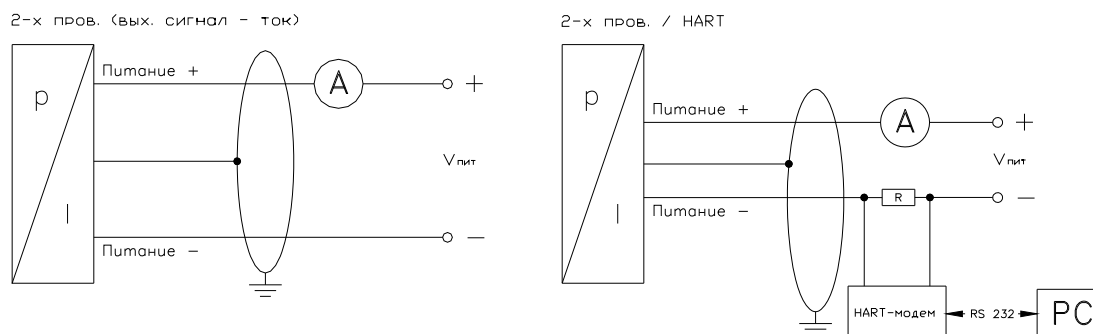 2-х пров. (вых. сигнал - ток)
Питание +
A
+
p
Vпит
I
Питание -
-
2-х пров. / HART
Питание +
A
+
p
Vпит
I
R
-
Питание -
HART-модем
RS 232
PC